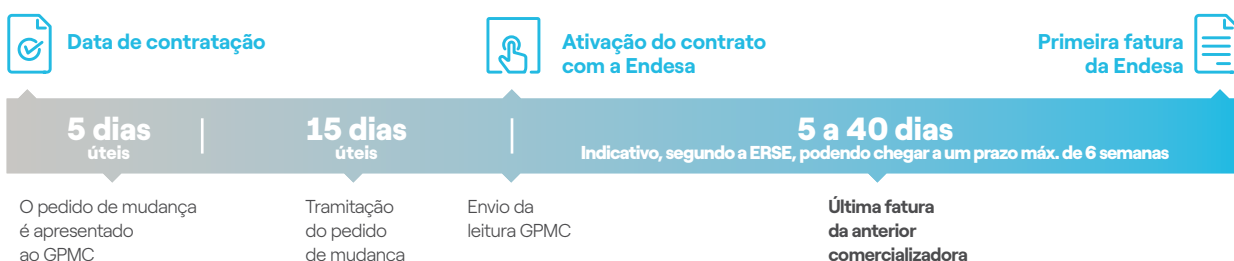 Data de contratação
Ativação do contrato
com a Endesa
Primeira fatura
da Endesa
5 dias
úteis
15 dias
úteis
5 a 40 dias
Indicativo, segundo a ERSE, podendo chegar a um prazo máx. de 6 semanas
O pedido de mudança
é apresentado
ao GPMC
Tramitação
do pedido
de mudança
Envio da
leitura GPMC
Última fatura
da anterior
comercializadora